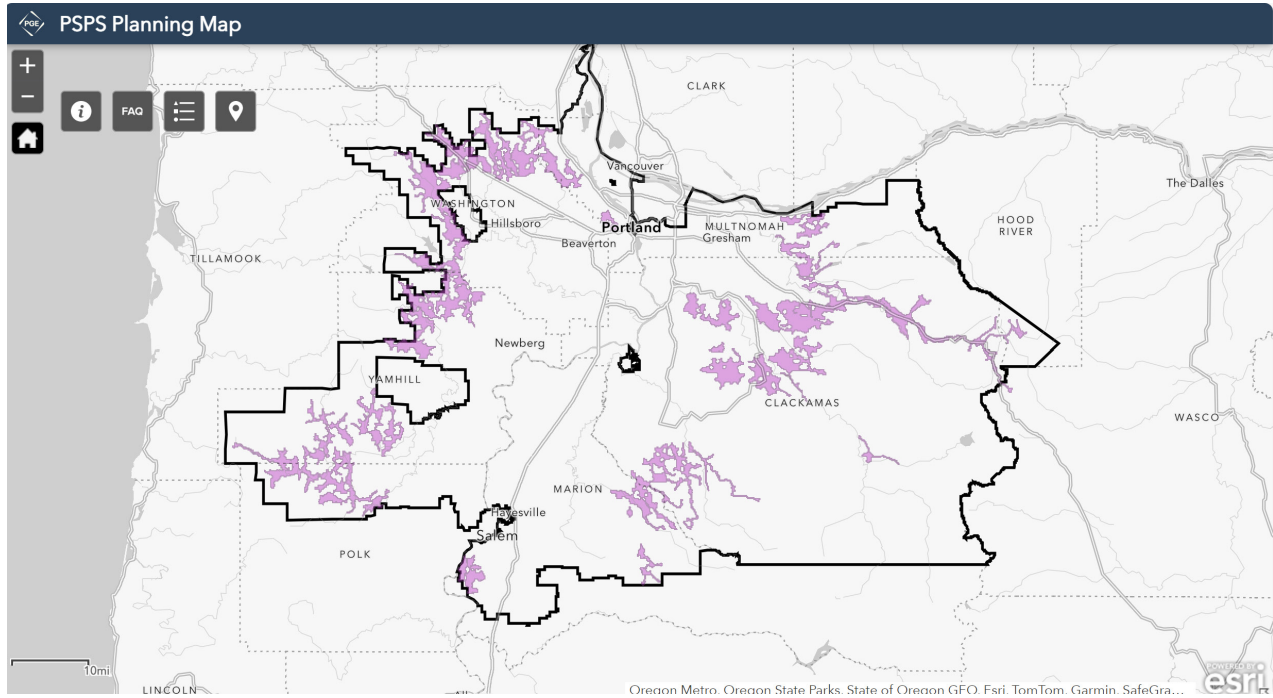 PGE
PSPS Planning Map
+
−
i
FAQ
CLARK
Vancouver
The Dalles
WASHINGTON
Hillsboro
Portland
MULTNOMAH
Gresham
HOOD
RIVER
Beaverton
TILLAMOOK
Newberg
YAMHILL
CLACKAMAS
WASCO
MARION
Hayesville
Salem
POLK
10mi
LINCOLN
POWERED BY
esri
Oregon Metro, Oregon State Parks, State of Oregon GEO, Esri, TomTom, Garmin, SafeGra...